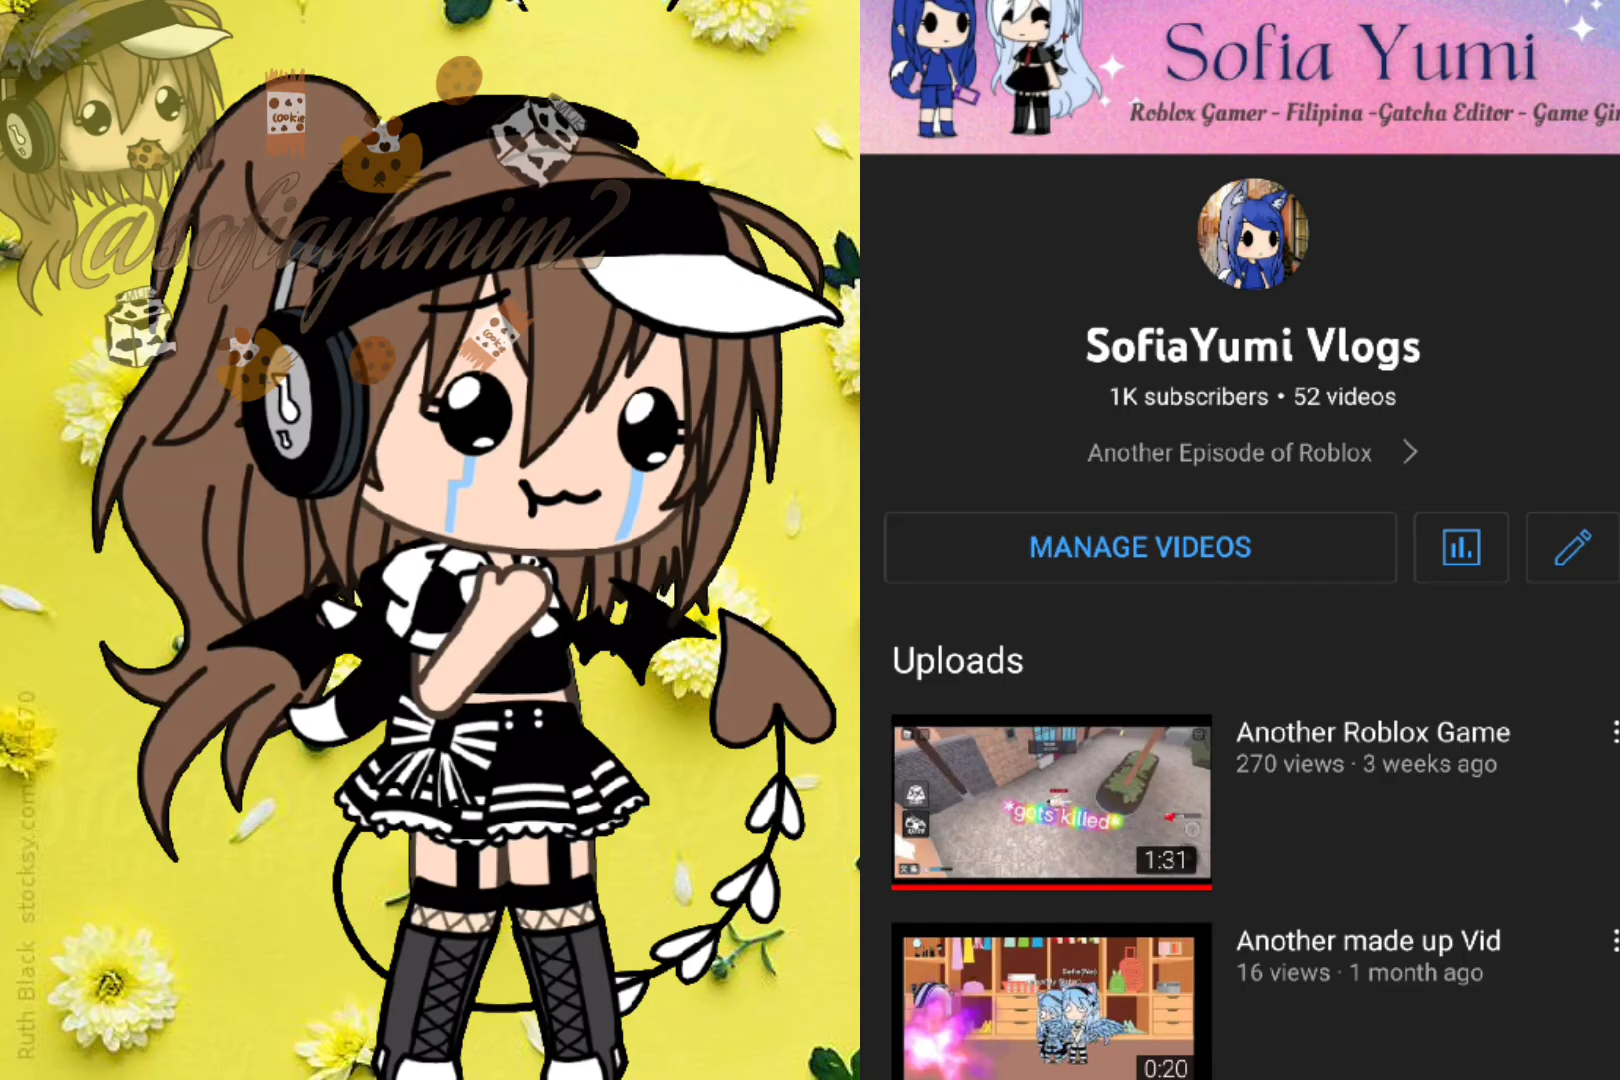 @sofiayumim2
cookie
Ruth Black stocksy.com
Sofia Yumi
Roblox Gamer - Filipina -Gatcha Editor - Game Gi
SofiaYumi Vlogs
1K subscribers • 52 videos
Another Episode of Roblox
MANAGE VIDEOS
Uploads
*gets killed*
1:31
Another Roblox Game
270 views · 3 weeks ago
0:20
Another made up Vid
16 views · 1 month ago